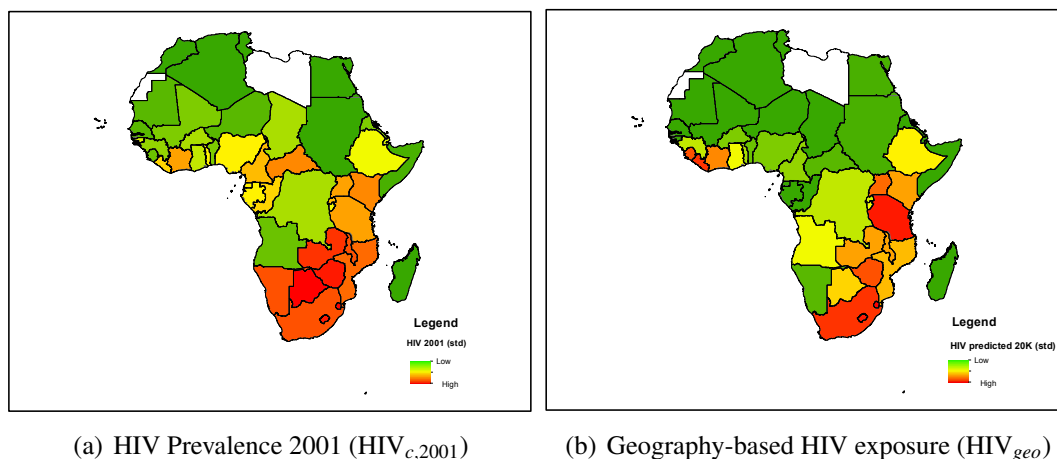 Legend
HIV 2001 (std)
Low
High
Legend
HIV predicted 20K (std)
Low
High
(a) HIV Prevalence 2001 (HIV_{c,2001})
(b) Geography-based HIV exposure (HIV_{geo})